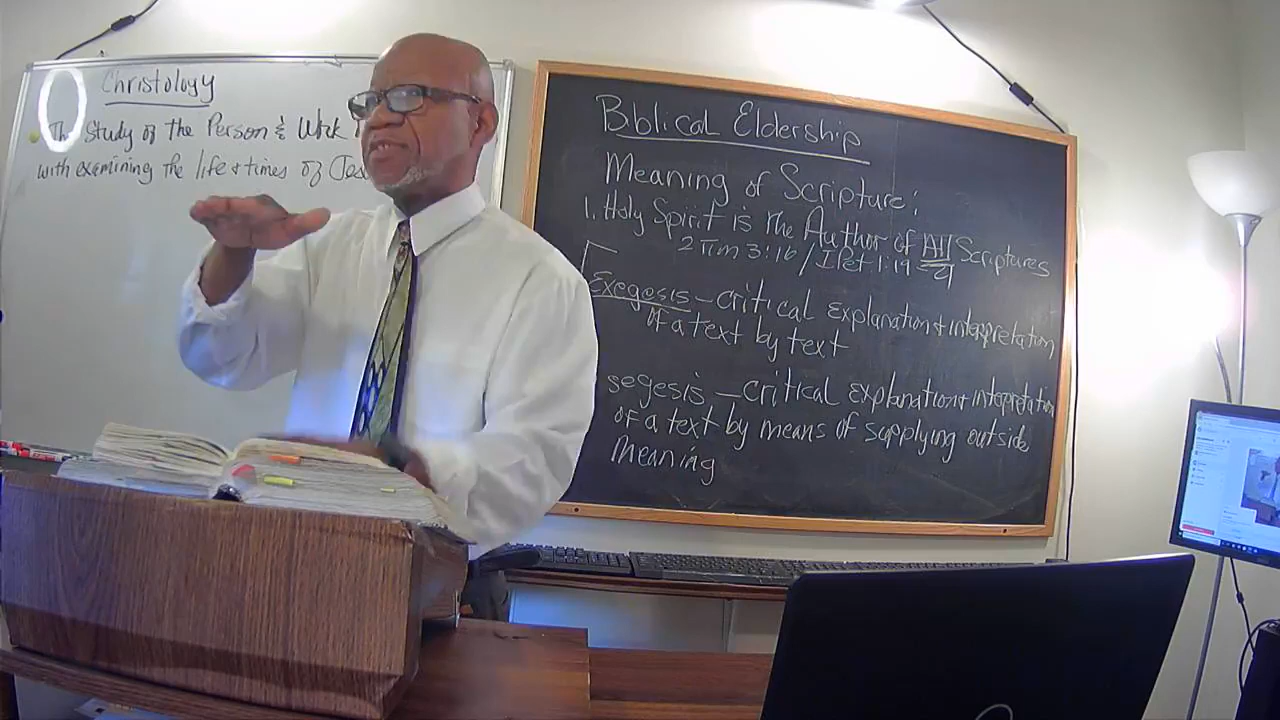 Christology
The Study of the Person & Work
with examining the life & times of Jes
Biblical Eldership
Meaning of Scripture:
1. Holy Spirit is the Author of All Scriptures
2 Tim 3:16 / I Pet 1:19-21
Exegesis - critical explanation & interpretation
of a text by text
segesis - critical explanation & interpretation
of a text by means of supplying outside
meaning